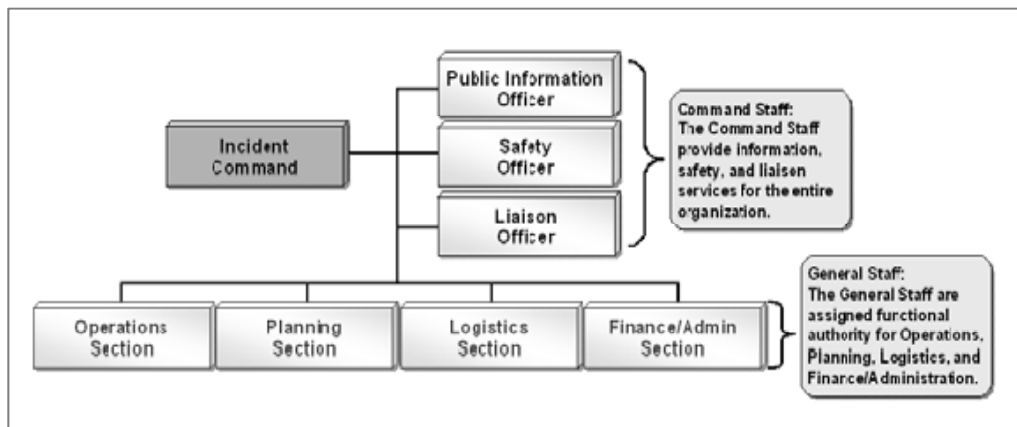 Public Information
Officer
Incident
Command
Safety
Officer
Liaison
Officer
Command Staff:
The Command Staff
provide information,
safety, and liaison
services for the entire
organization.
Operations
Section
Planning
Section
Logistics
Section
Finance/Admin
Section
General Staff:
The General Staff are
assigned functional
authority for Operations,
Planning, Logistics, and
Finance/Administration.